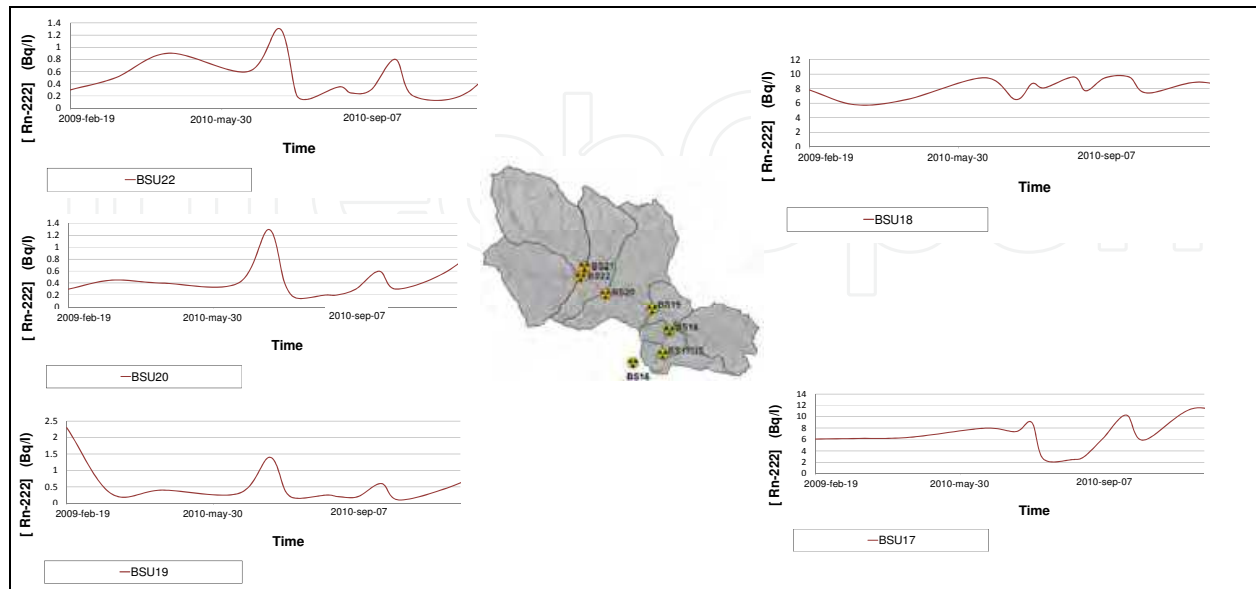 [ Rn-222] (Bq/l)
1.4
1.2
1
0.8
0.6
0.4
0.2
0
2009-feb-19 2010-may-30 2010-sep-07
Time
—BSU22
[ Rn-222] (Bq/l)
1.4
1.2
1
0.8
0.6
0.4
0.2
0
2009-feb-19 2010-may-30 2010-sep-07
Time
—BSU20
[ Rn-222] (Bq/l)
2.5
2
1.5
1
0.5
0
2009-feb-19 2010-may-30 2010-sep-07
Time
—BSU19
BS21
BS22
BS20
BS18
[ Rn-222] (Bq/l)
12
10
8
6
4
2
0
2009-feb-19 2010-may-30 2010-sep-07
Time
—BSU18
[ Rn-222] (Bq/l)
14
12
10
8
6
4
2
0
2009-feb-19 2010-may-30 2010-sep-07
Time
—BSU17